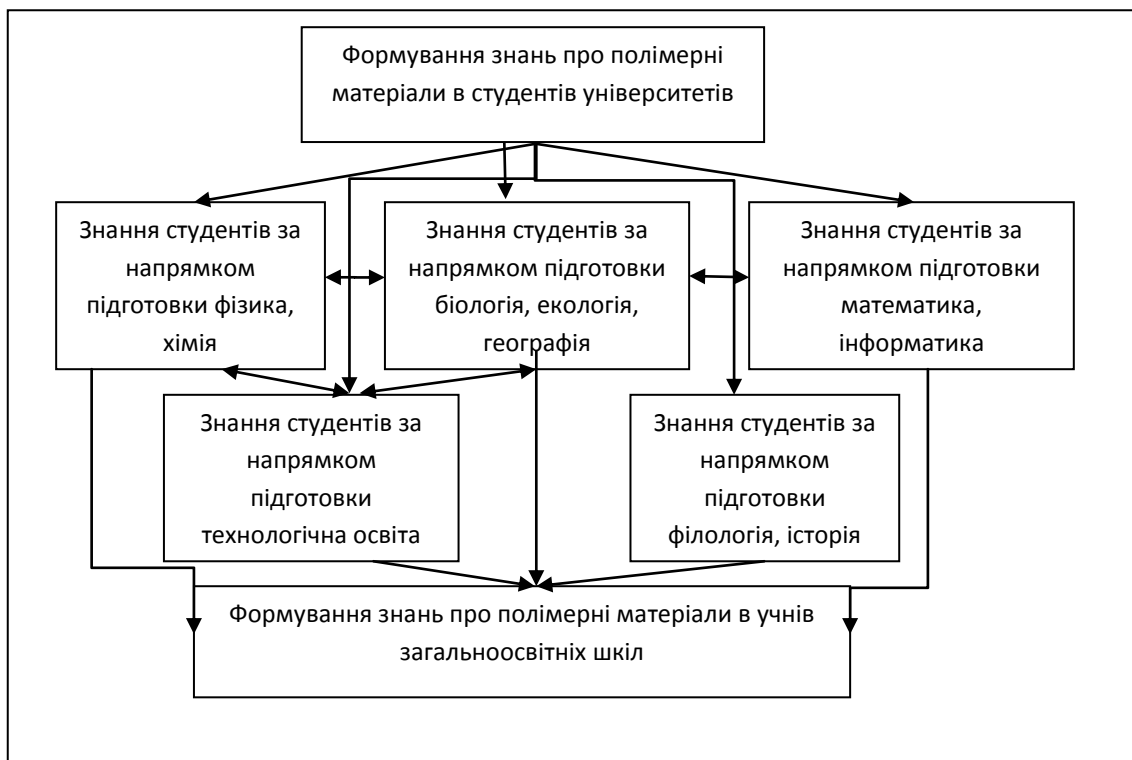 Формування знань про полімерні
матеріали в студентів університетів
Знання студентів за
напрямком
підготовки фізика,
хімія
Знання студентів за
напрямком підготовки
біологія, екологія,
географія
Знання студентів за
напрямком підготовки
математика,
інформатика
Знання студентів за
напрямком
підготовки
технологічна освіта
Знання студентів за
напрямком
підготовки
філологія, історія
Формування знань про полімерні матеріали в учнів
загальноосвітніх шкіл